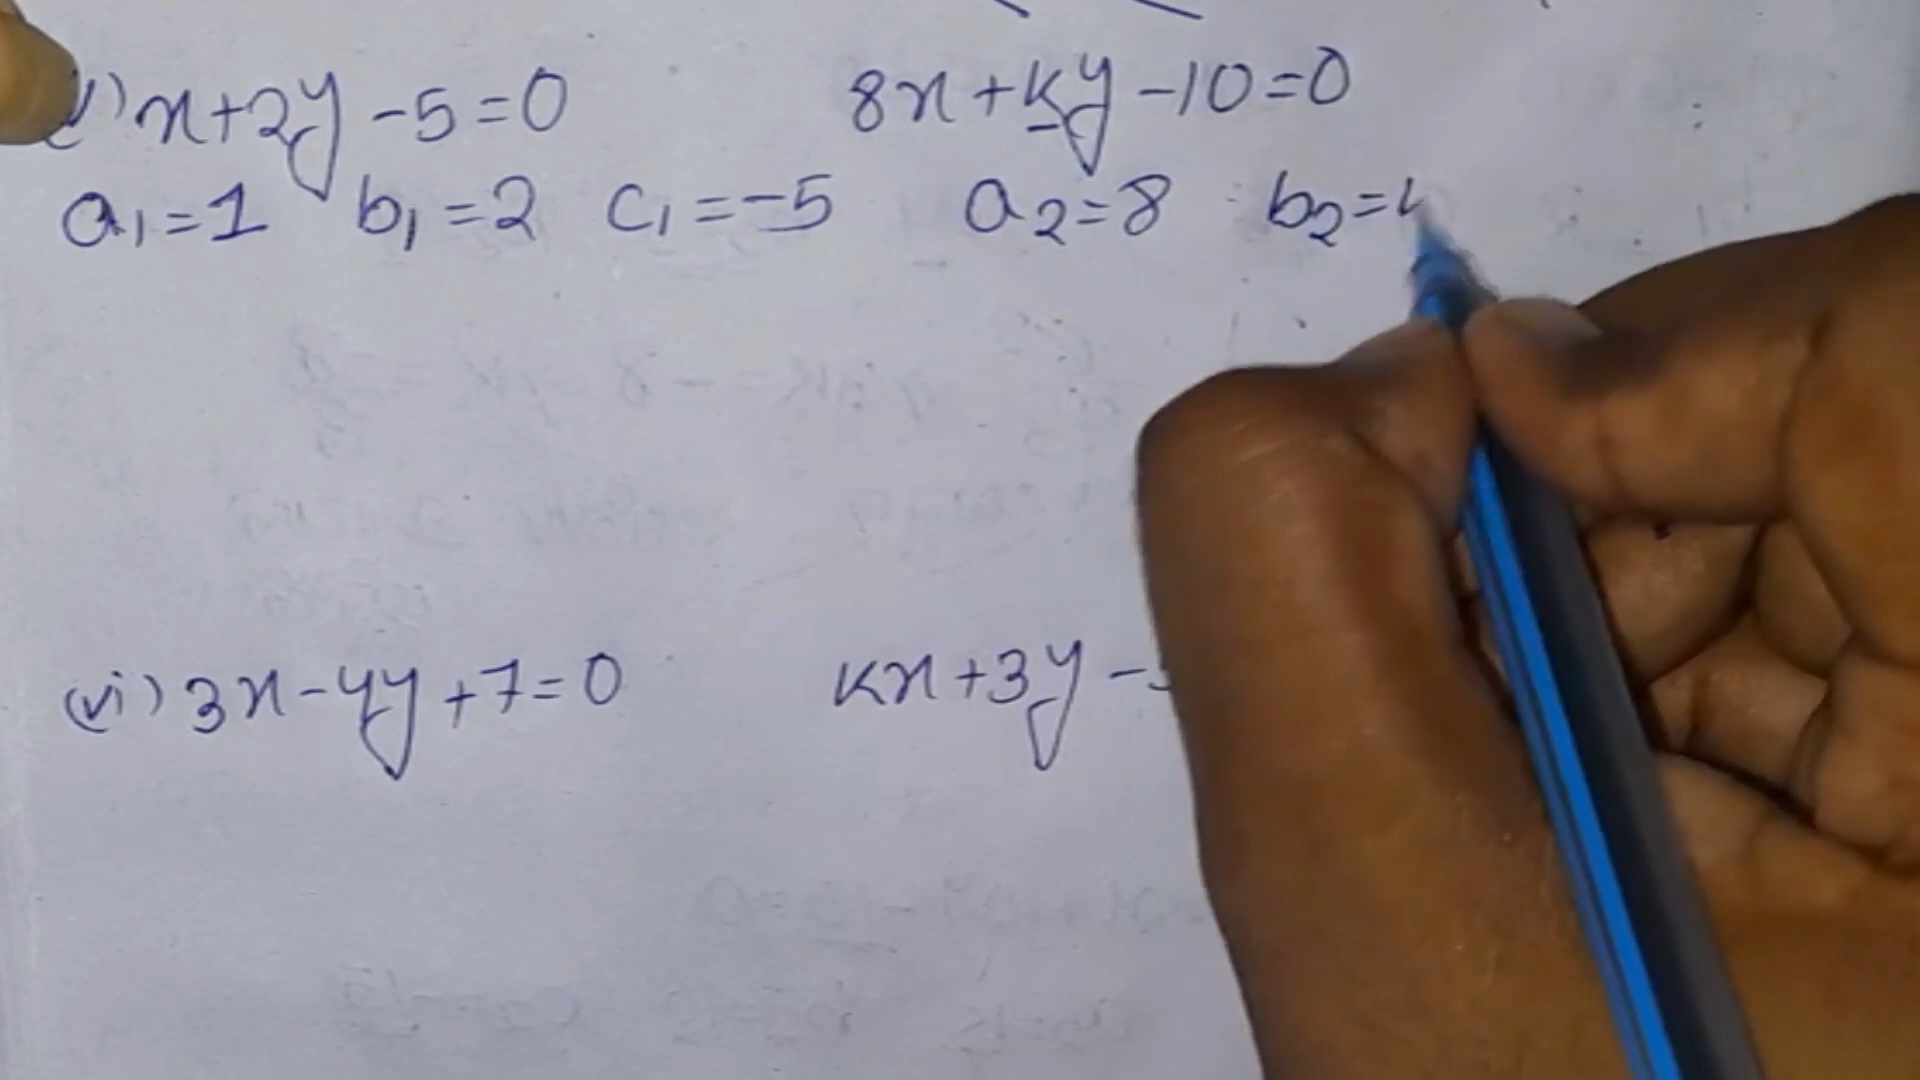 x+2y-5=0 8x+ky-10=0
a₁=1 b₁=2 c₁=-5 a₂=8 b₂=
(vi) 3x-4y+7=0 kx+3y-